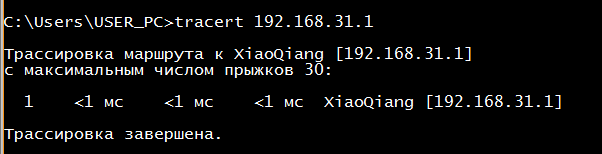 C:\Users\USER_PC>tracert 192.168.31.1
Трассировка маршрута к XiaoQiang [192.168.31.1]
с максимальным числом прыжков 30:
1 <1 мс <1 мс <1 мс XiaoQiang [192.168.31.1]
Трассировка завершена.